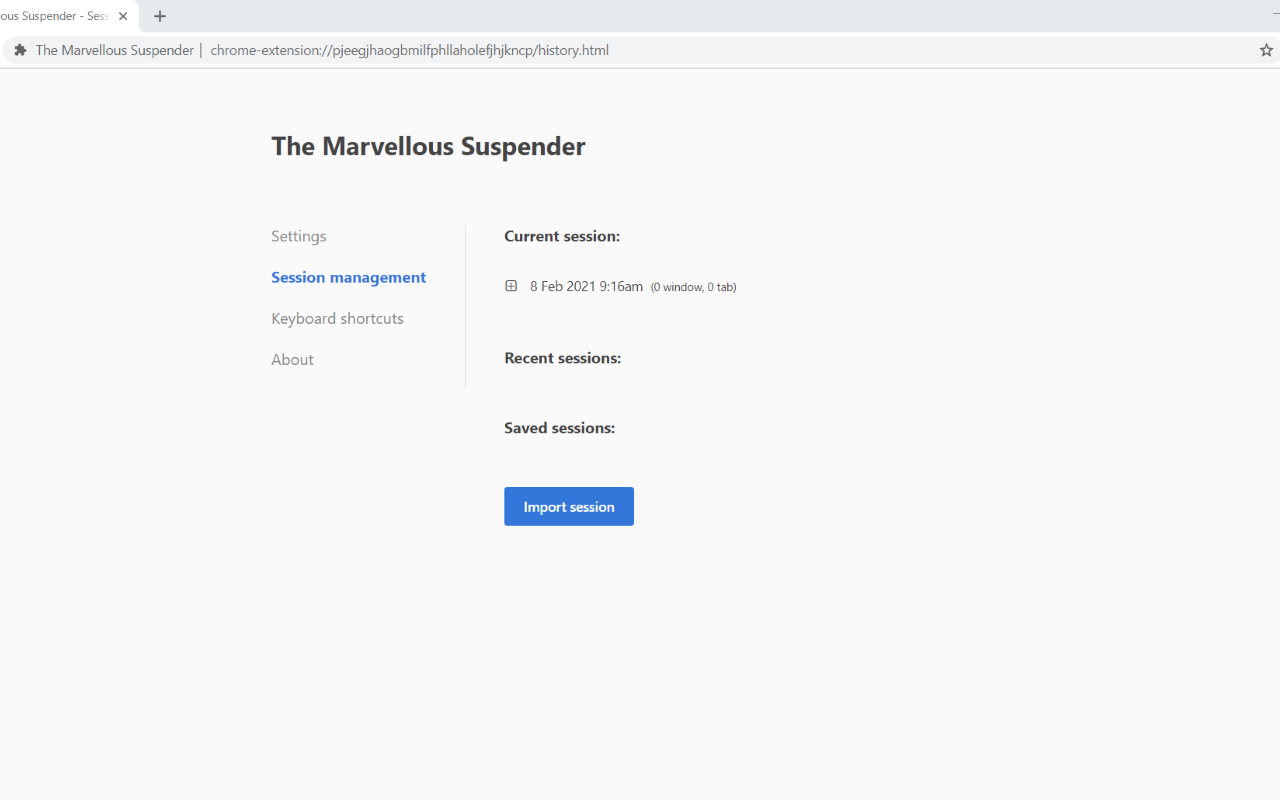 ous Suspender - Sess
The Marvellous Suspender | chrome-extension://pjeegjhaogbmilfphllaholefjhjkncp/history.html
The Marvellous Suspender
Settings
Session management
Keyboard shortcuts
About
Current session:
8 Feb 2021 9:16am (0 window, 0 tab)
Recent sessions:
Saved sessions:
Import session